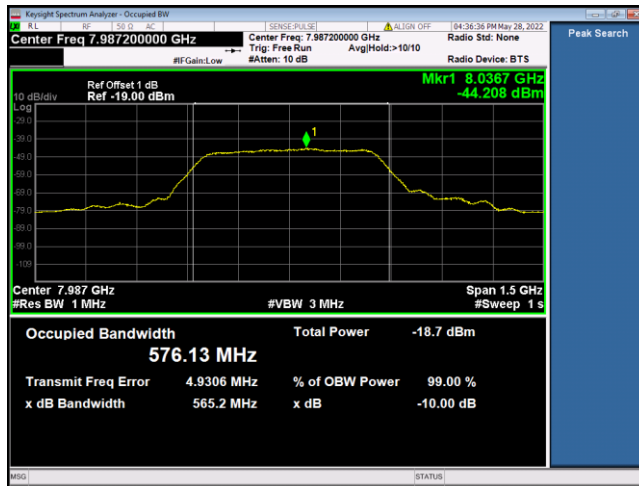 Keysight Spectrum Analyzer - Occupied BW
RL RF 50 Ω AC SENSE:PULSE ALIGN OFF 04:36:36 PM May 28, 2022
Center Freq 7.987200000 GHz Center Freq: 7.987200000 GHz Radio Std: None Peak Search
Trig: Free Run Avg|Hold:>10/10
#IFGain:Low #Atten: 10 dB Radio Device: BTS
Mkr1 8.0367 GHz
-44.208 dBm
Ref Offset 1 dB
10 dB/div Ref -19.00 dBm
Log
-29.0
-39.0
1
-49.0
-59.0
-69.0
-79.0
-89.0
-99.0
-109
Center 7.987 GHz Span 1.5 GHz
#Res BW 1 MHz #VBW 3 MHz #Sweep 1 s
Occupied Bandwidth Total Power -18.7 dBm
576.13 MHz
Transmit Freq Error 4.9306 MHz % of OBW Power 99.00 %
x dB Bandwidth 565.2 MHz x dB -10.00 dB
MSG STATUS